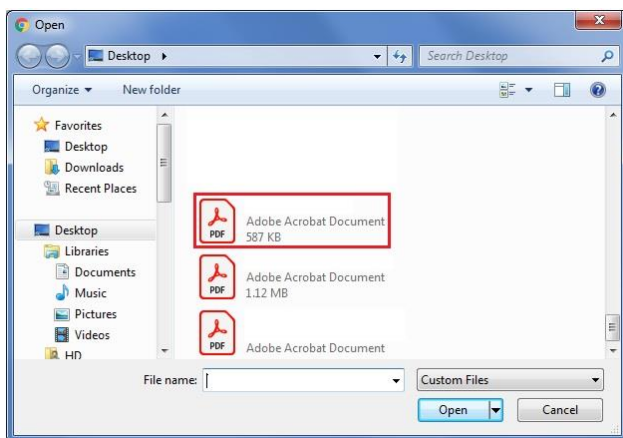 Open
Desktop
Search Desktop
Organize
New folder
Favorites
Desktop
Downloads
Recent Places
Desktop
Libraries
Documents
Music
Pictures
Videos
HD
PDF
Adobe Acrobat Document
587 KB
PDF
Adobe Acrobat Document
1.12 MB
PDF
Adobe Acrobat Document
File name:
Custom Files
Open
Cancel